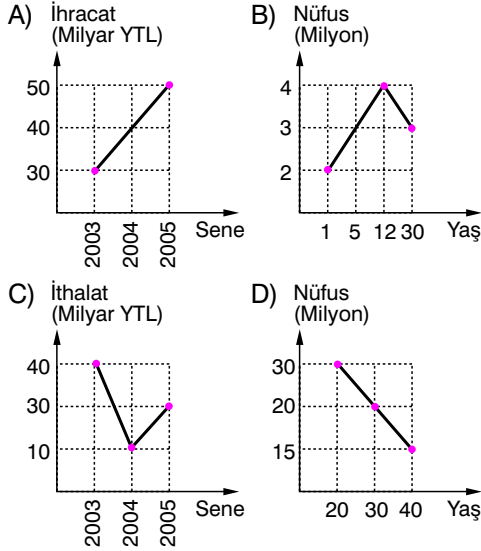 A) İhracat
(Milyar YTL)
50
40
30
2003
2004
2005
Sene
B) Nüfus
(Milyon)
4
3
2
1 5 12 30 Yaş
C) İthalat
(Milyar YTL)
40
30
10
2003
2004
2005
Sene
D) Nüfus
(Milyon)
30
20
15
20 30 40 Yaş